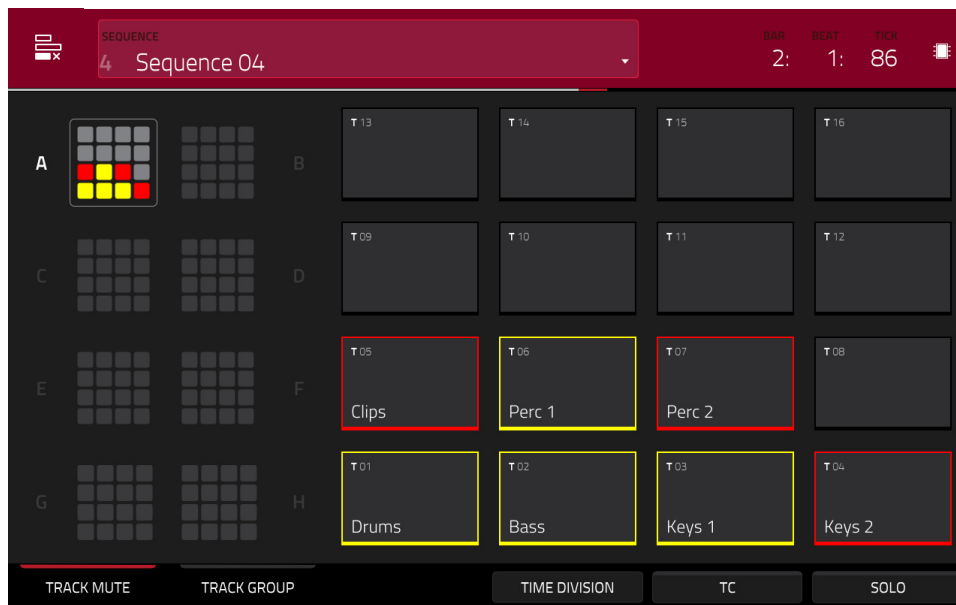 SEQUENCE
4 Sequence 04
BAR BEAT TICK
2: 1: 86
A
B
C
D
E
F
G
H
T 13
T 14
T 15
T 16
T 09
T 10
T 11
T 12
T 05
Clips
T 06
Perc 1
T 07
Perc 2
T 08
T 01
Drums
T 02
Bass
T 03
Keys 1
T 04
Keys 2
TRACK MUTE
TRACK GROUP
TIME DIVISION
TC
SOLO